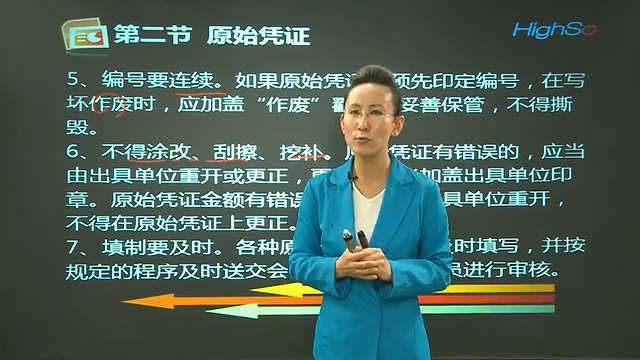 第二节 原始凭证
HighSo
5、编号要连续。如果原始凭 预先印定编号，在写
坏作废时，应加盖“作废”戳 妥善保管，不得撕
毁。
6、不得涂改、刮擦、挖补。 凭证有错误的，应当
由出具单位重开或更正， 加盖出具单位印
章。原始凭证金额有错误 具单位重开，
不得在原始凭证上更正。
7、填制要及时。各种原 时填写，并按
规定的程序及时送交会 员进行审核。